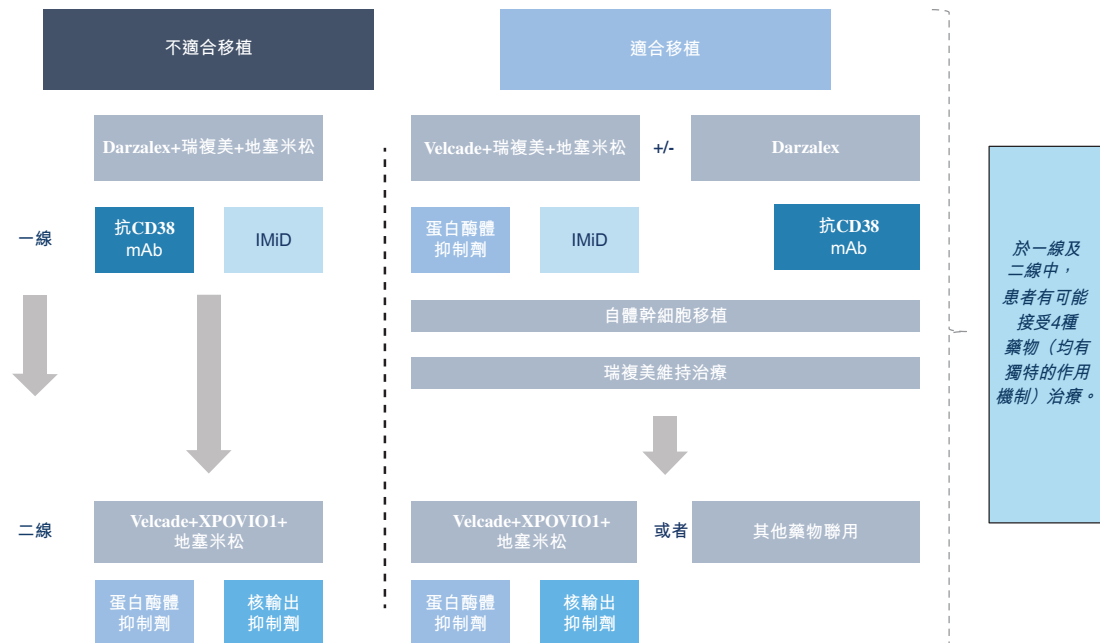 不適合移植
適合移植
Darzalex+瑞複美+地塞米松
Velcade+瑞複美+地塞米松
+/-
Darzalex
一線
抗CD38
mAb
IMiD
蛋白酶體
抑制劑
IMiD
抗CD38
mAb
自體幹細胞移植
瑞複美維持治療
二線
Velcade+XPOVIO1+
地塞米松
Velcade+XPOVIO1+
地塞米松
或者
其他藥物聯用
蛋白酶體
抑制劑
核輸出
抑制劑
蛋白酶體
抑制劑
核輸出
抑制劑
於一線及
二線中，
患者有可能
接受4種
藥物（均有
獨特的作用
機制）治療。